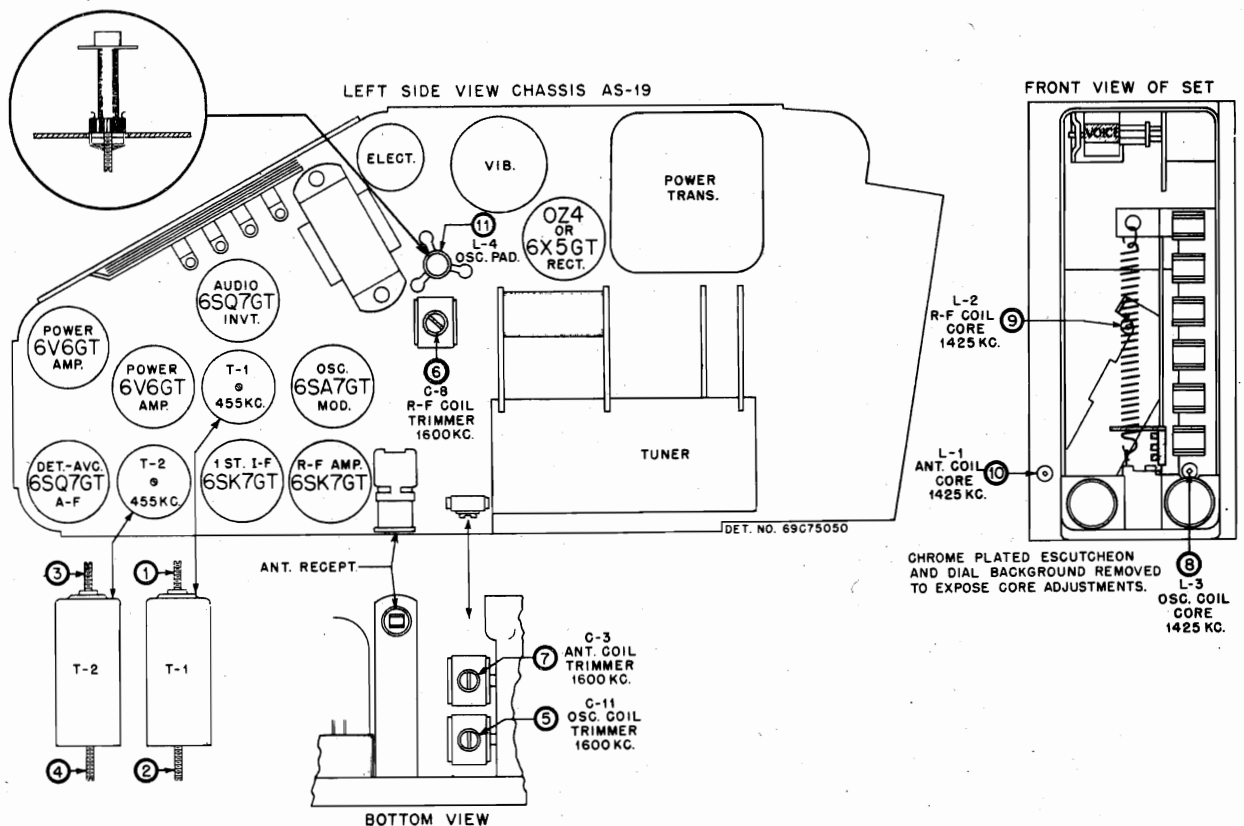 LEFT SIDE VIEW CHASSIS AS-19
FRONT VIEW OF SET
ELECT.
VIB.
POWER
TRANS.
VOICE
11
L-4
OSC. PAD.
OZ4
OR
6X5GT
RECT.
AUDIO
6SQ7GT
INVT.
POWER
6V6GT
AMP.
POWER
6V6GT
AMP.
T-1
455KC.
OSC.
6SA7GT
MOD.
6
C-8
R-F COIL
TRIMMER
1600KC.
L-2
R-F COIL
CORE
1425 KC.
9
DET.-AVC.
6SQ7GT
A-F
T-2
455KC.
1 ST. I-F
6SK7GT
R-F AMP.
6SK7GT
TUNER
L-1
ANT. COIL
CORE
1425 KC.
10
DET. NO. 69C75050
CHROME PLATED ESCUTCHEON
AND DIAL BACKGROUND REMOVED
TO EXPOSE CORE ADJUSTMENTS.
8
L-3
OSC. COIL
CORE
1425 KC.
ANT. RECEPT.
3
1
T-2
T-1
4
2
7
C-3
ANT. COIL
TRIMMER
1600 KC.
5
C-11
OSC. COIL
TRIMMER
1600 KC.
BOTTOM VIEW